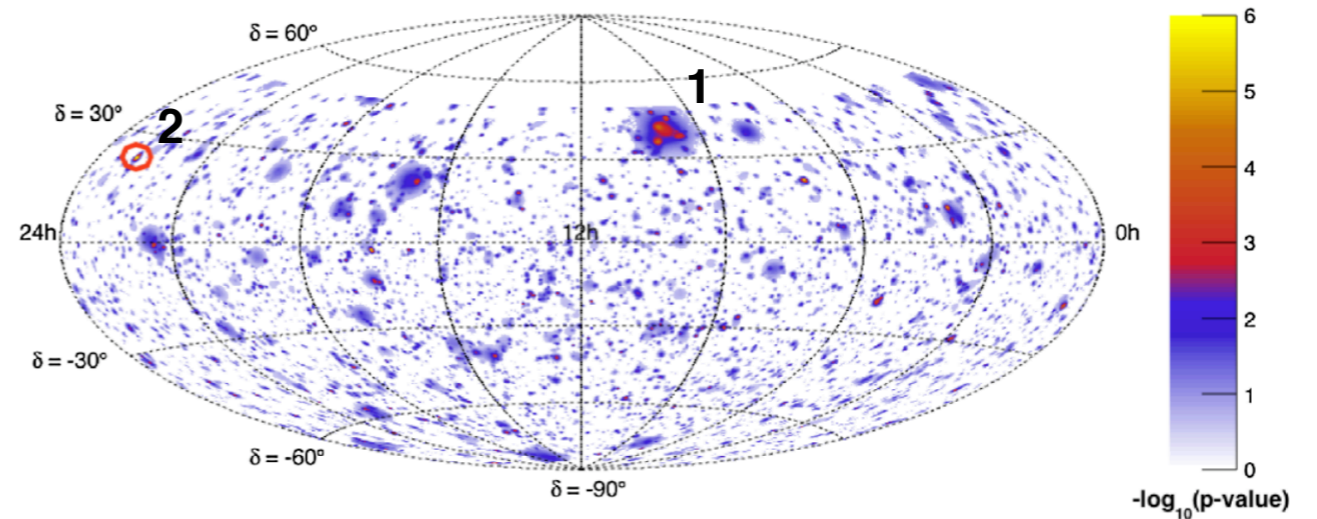 δ = 60°
1
δ = 30°
2
24h
12h
0h
δ = -30°
δ = -60°
δ = -90°
6
5
4
3
2
1
0
-log₁₀(p-value)